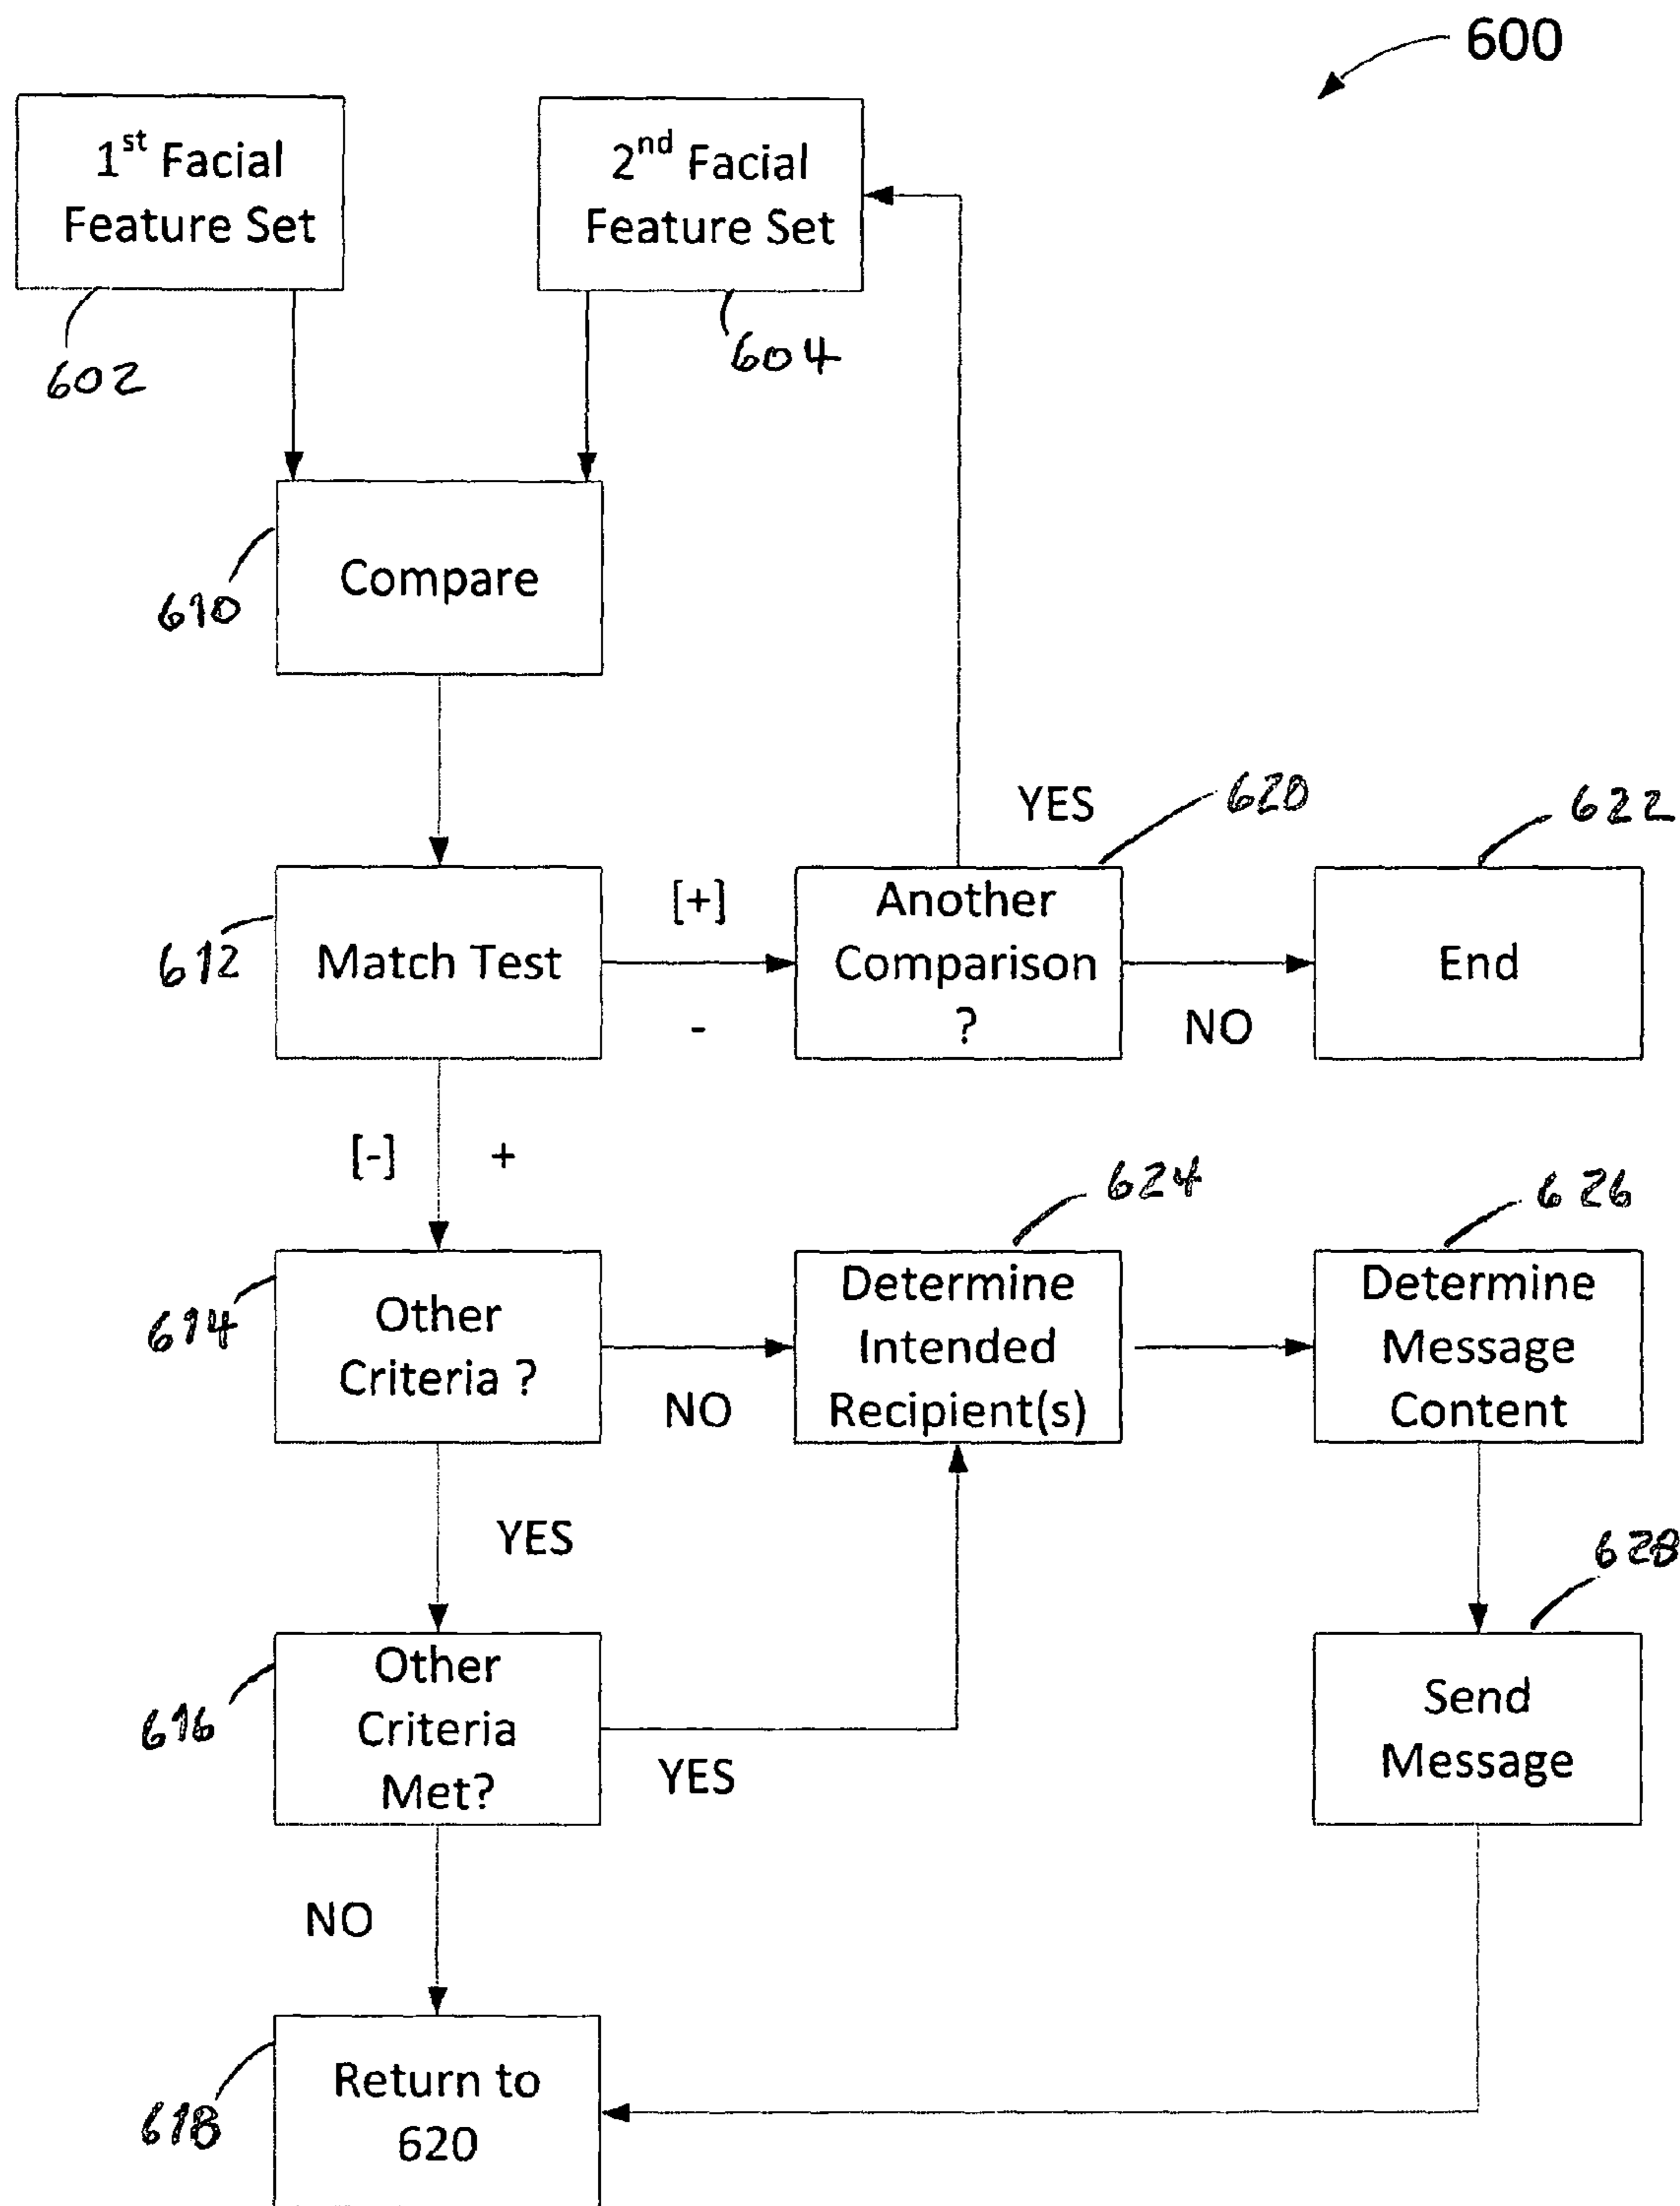 600
1st Facial
Feature Set
2nd Facial
Feature Set
602
604
Compare
610
YES
620
622
Match Test
612
[+]
-
Another
Comparison
?
NO
End
[-] +
624
626
Other
Criteria ?
614
NO
Determine
Intended
Recipient(s)
Determine
Message
Content
YES
628
Other
Criteria
Met?
616
YES
Send
Message
NO
Return to
620
618